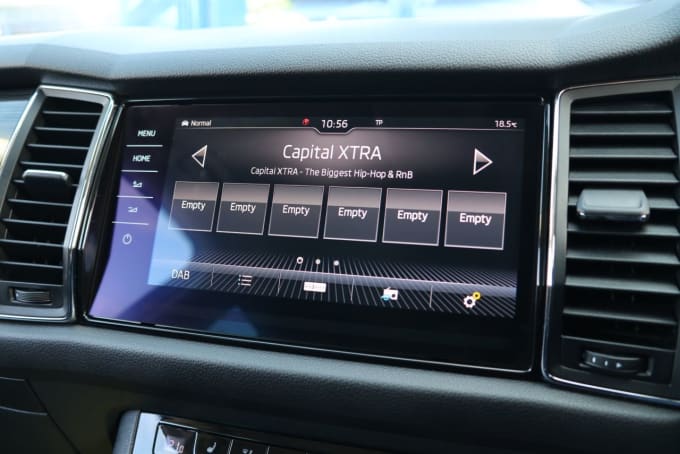 Normal 10:56 TP 18.5℃
MENU
HOME
Capital XTRA
Capital XTRA - The Biggest Hip-Hop & RnB
Empty Empty Empty Empty Empty Empty
DAB